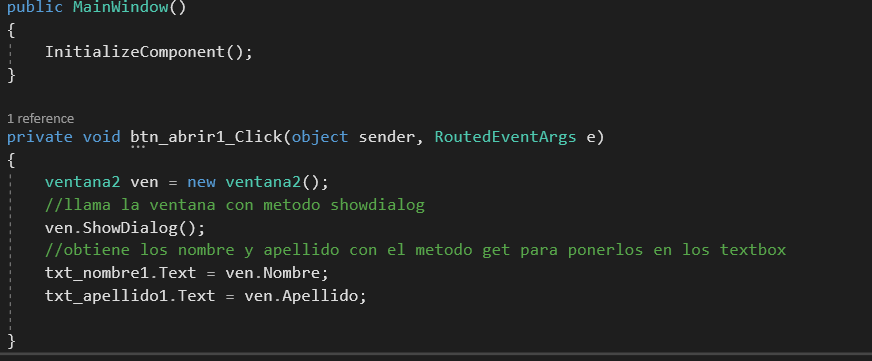 public MainWindow()
{
InitializeComponent();
}
1 reference
private void btn_abrir1_Click(object sender, RoutedEventArgs e)
{
ventana2 ven = new ventana2();
//llama la ventana con metodo showdialog
ven.ShowDialog();
//obtiene los nombre y apellido con el metodo get para ponerlos en los textbox
txt_nombre1.Text = ven.Nombre;
txt_apellido1.Text = ven.Apellido;
}